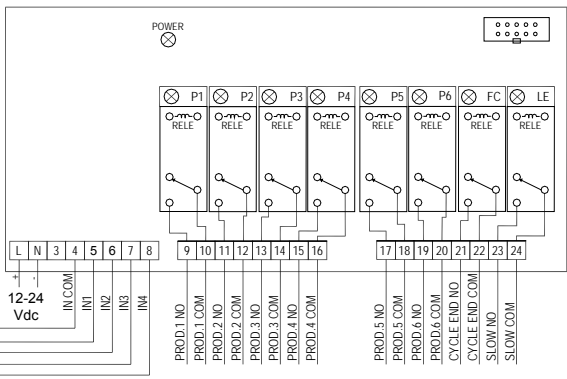 POWER
P1 P2 P3 P4 P5 P6 FC LE
RELE RELE RELE RELE RELE RELE RELE RELE
L N 3 4 5 6 7 8 9 10 11 12 13 14 15 16 17 18 19 20 21 22 23 24
+ -
12-24
Vdc
IN COM
IN1
IN2
IN3
IN4
PROD.1 NO
PROD.1 COM
PROD.2 NO
PROD.2 COM
PROD.3 NO
PROD.3 COM
PROD.4 NO
PROD.4 COM
PROD.5 NO
PROD.5 COM
PROD.6 NO
PROD.6 COM
CYCLE END NO
CYCLE END COM
SLOW NO
SLOW COM